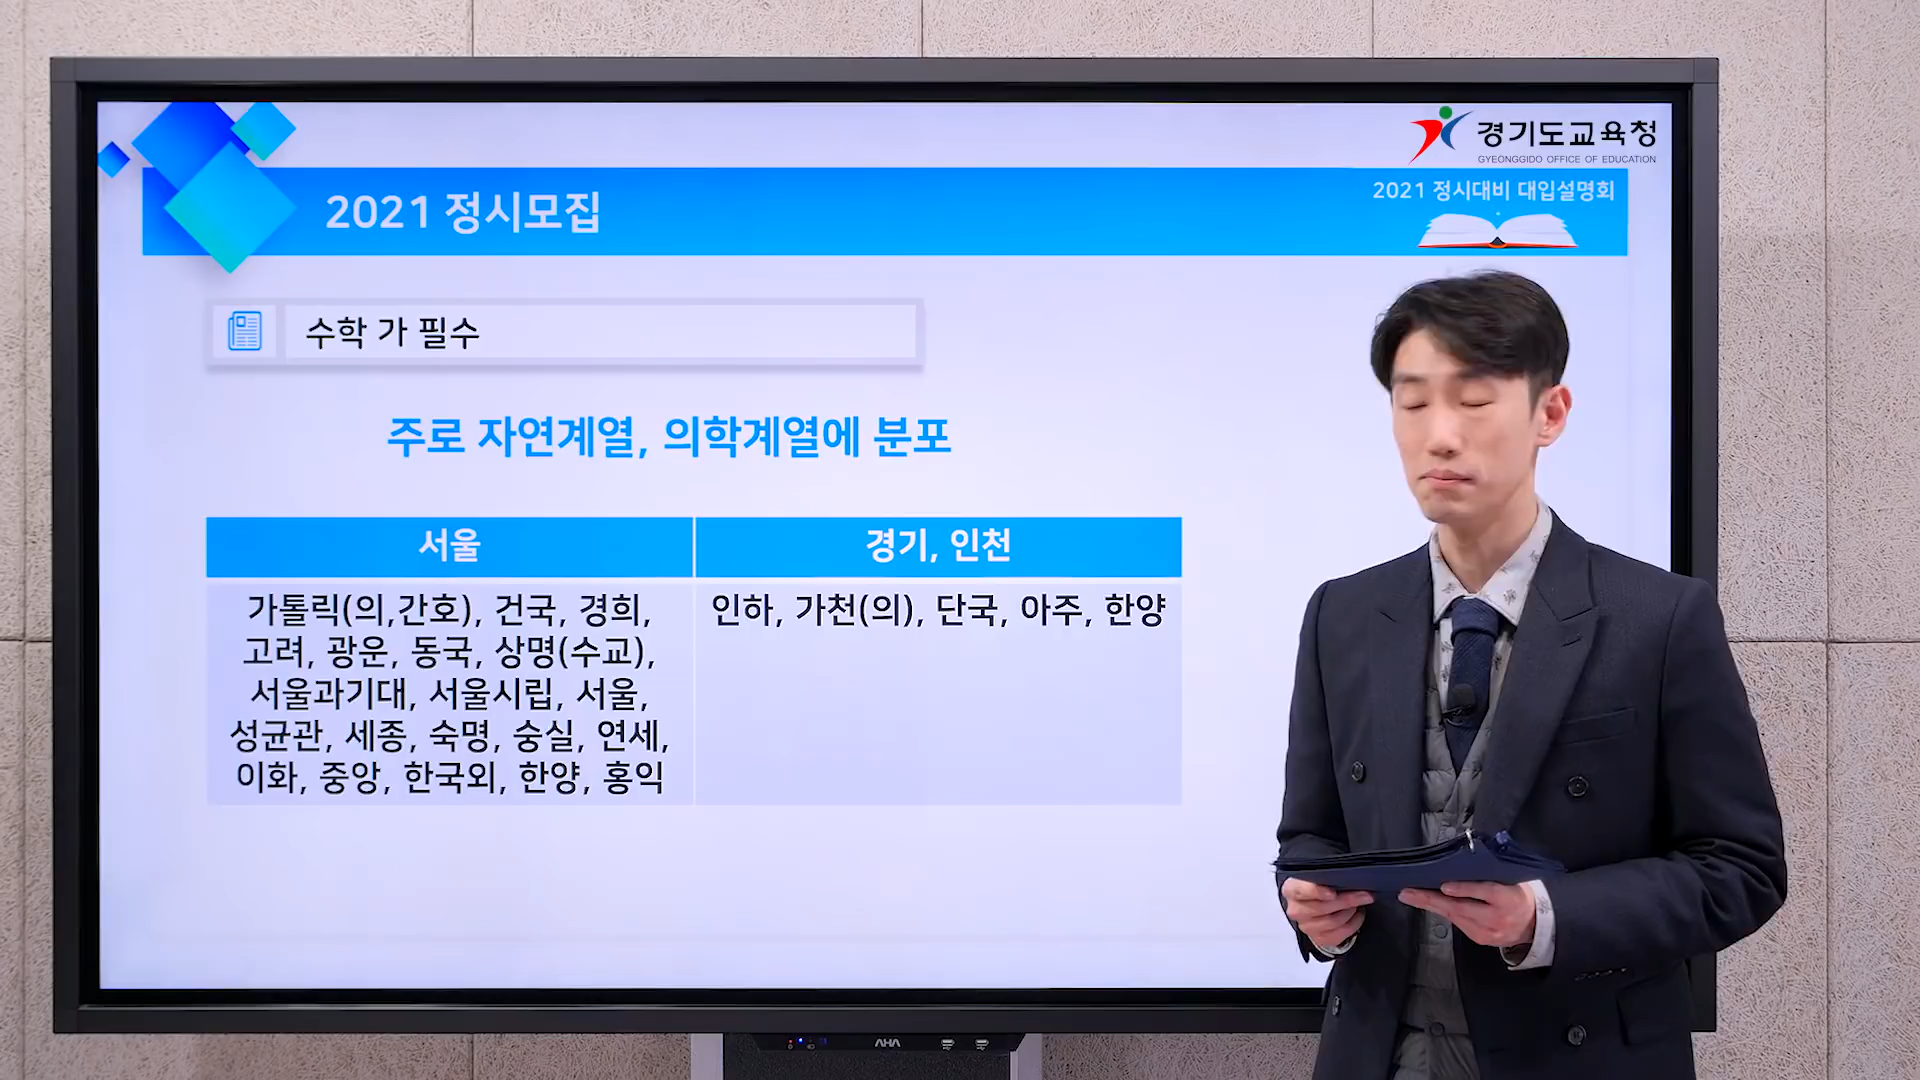 경기도교육청
GYEONGGIDO OFFICE OF EDUCATION
2021 정시대비 대입설명회
2021 정시모집
수학 가 필수
주로 자연계열, 의학계열에 분포
서울
경기, 인천
가톨릭(의,간호), 건국, 경희,
고려, 광운, 동국, 상명(수교),
서울과기대, 서울시립, 서울,
성균관, 세종, 숙명, 숭실, 연세,
이화, 중앙, 한국외, 한양, 홍익
인하, 가천(의), 단국, 아주, 한양
AHA